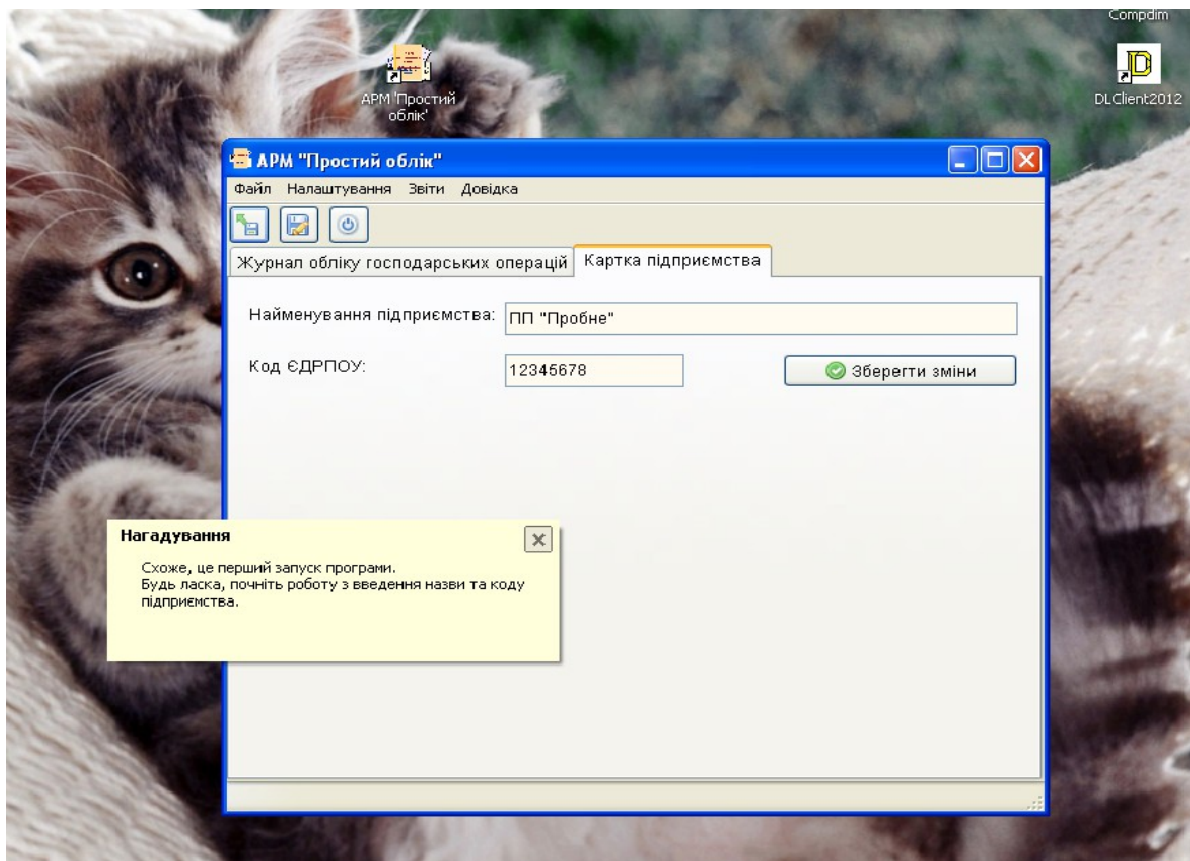 Compdim
DLClient2012
АРМ 'Простий
облік'
АРМ "Простий облік"
Файл Налаштування Звіти Довідка
Журнал обліку господарських операцій Картка підприємства
Найменування підприємства: ПП "Пробне"
Код ЄДРПОУ: 12345678 Зберегти зміни
Нагадування
Схоже, це перший запуск програми.
Будь ласка, почніть роботу з введення назви та коду
підприємства.